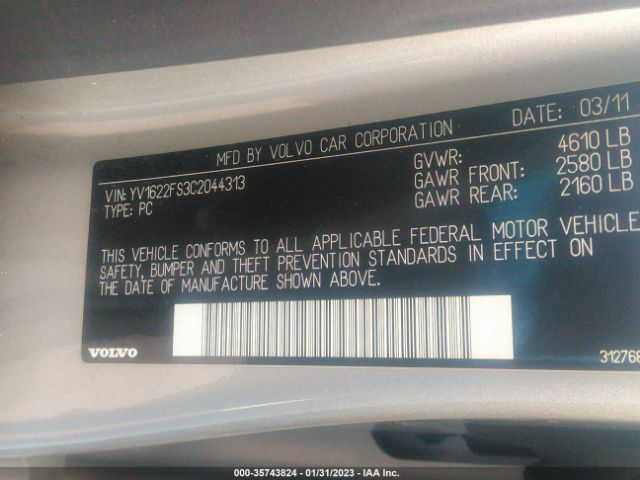 MFD BY VOLVO CAR CORPORATION DATE: 03/11
VIN: YV1622FS3C2044313
TYPE: PC
GVWR: 4610 LB
GAWR FRONT: 2580 LB
GAWR REAR: 2160 LB
THIS VEHICLE CONFORMS TO ALL APPLICABLE FEDERAL MOTOR VEHICLE
SAFETY, BUMPER AND THEFT PREVENTION STANDARDS IN EFFECT ON
THE DATE OF MANUFACTURE SHOWN ABOVE.
VOLVO 312768
000-35743824 - 01/31/2023 - IAA Inc.